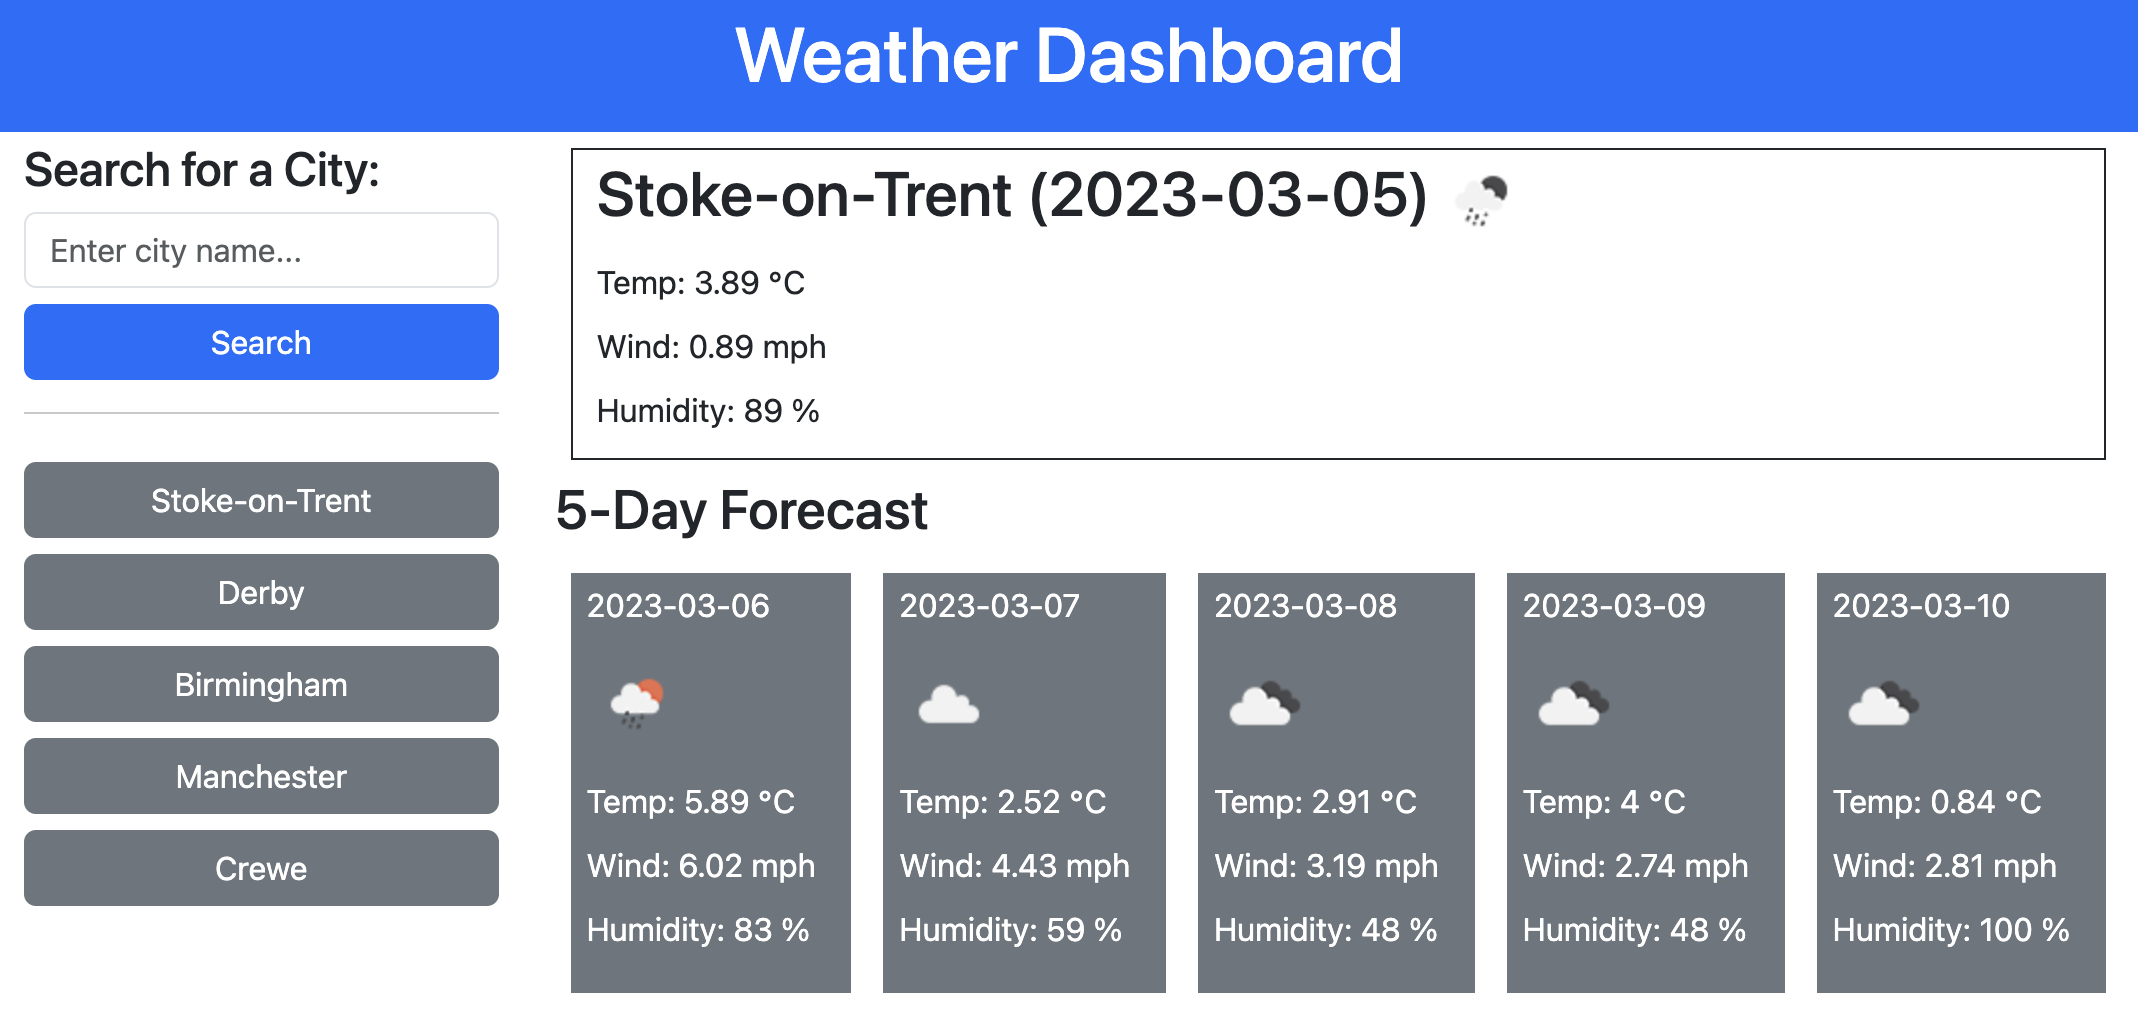 Weather Dashboard
Search for a City:
Enter city name...
Search
Stoke-on-Trent
Derby
Birmingham
Manchester
Crewe
Stoke-on-Trent (2023-03-05)
Temp: 3.89 °C
Wind: 0.89 mph
Humidity: 89 %
5-Day Forecast
2023-03-06
Temp: 5.89 °C
Wind: 6.02 mph
Humidity: 83 %
2023-03-07
Temp: 2.52 °C
Wind: 4.43 mph
Humidity: 59 %
2023-03-08
Temp: 2.91 °C
Wind: 3.19 mph
Humidity: 48 %
2023-03-09
Temp: 4 °C
Wind: 2.74 mph
Humidity: 48 %
2023-03-10
Temp: 0.84 °C
Wind: 2.81 mph
Humidity: 100 %